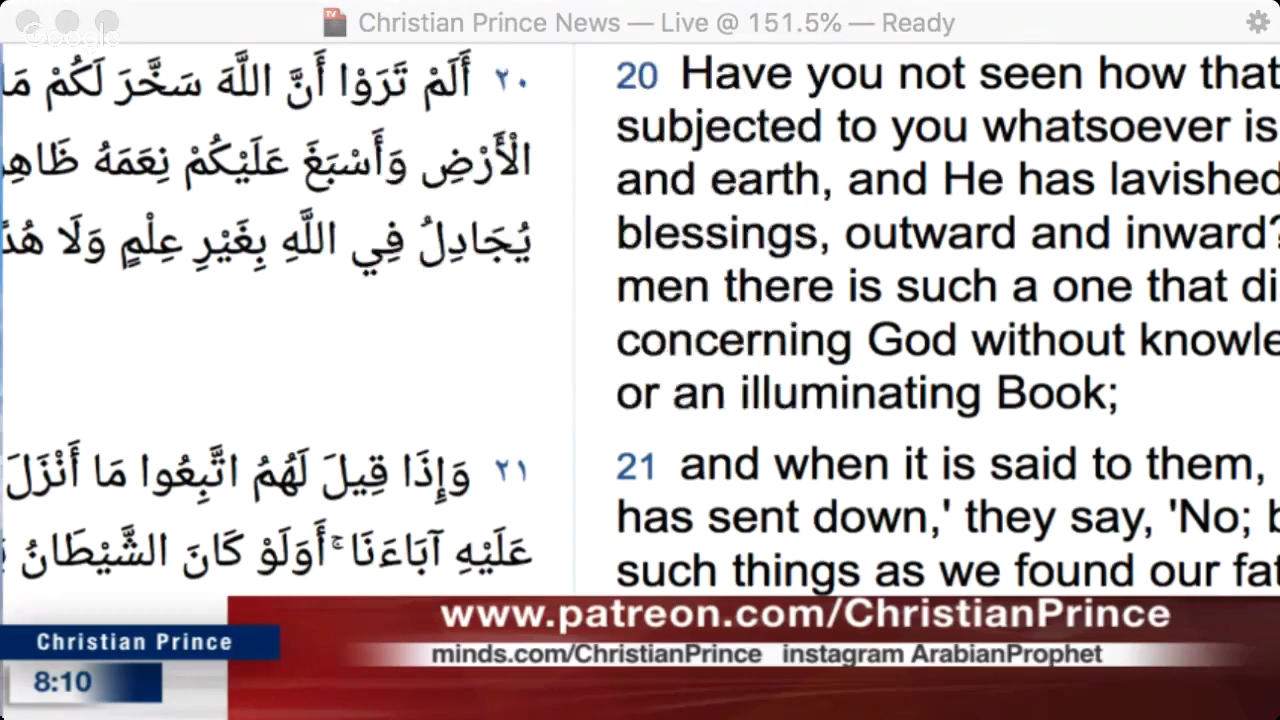 Christian Prince News — Live @ 151.5% — Ready
Google
٢٠ أَلَمْ تَرَوْا أَنَّ اللَّهَ سَخَّرَ لَكُمْ مَا
الْأَرْضِ وَأَسْبَغَ عَلَيْكُمْ نِعَمَهُ
يُجَادِلُ فِي اللَّهِ بِغَيْرِ عِلْمٍ وَلَا
٢١ وَإِذَا قِيلَ لَهُمُ اتَّبِعُوا مَا أَنْزَلَ
عَلَيْهِ آبَاءَنَا ۚ أَوَلَوْ كَانَ الشَّيْطَانُ
20 Have you not seen how that
subjected to you whatsoever is
and earth, and He has lavished
blessings, outward and inward?
men there is such a one that
concerning God without
or an illuminating Book;
21 and when it is said to them,
has sent down,' they say, 'No;
such things as we found our
www.patreon.com/ChristianPrince
minds.com/ChristianPrince instagram ArabianProphet
Christian Prince
8:10